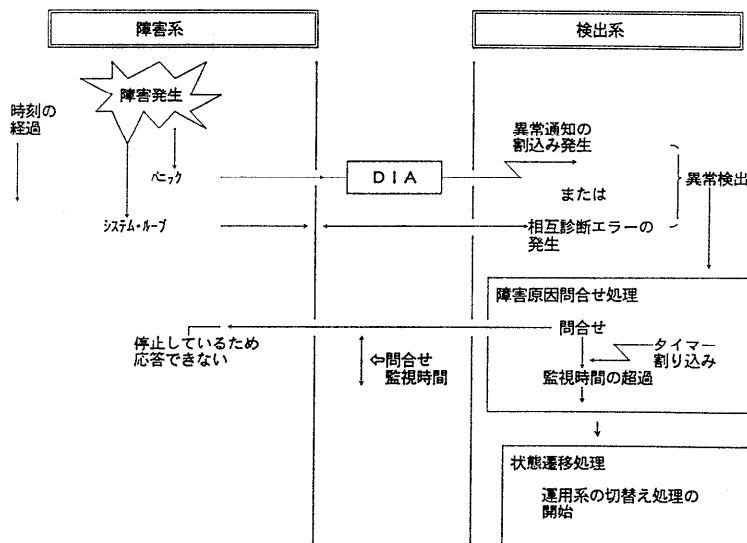 障害系
検出系
障害発生
時刻の
経過
異常通知の
割込み発生
パニック
DIA
または
異常検出
システム・ループ
相互診断エラーの
発生
障害原因問合せ処理
問合せ
停止しているため
応答できない
⇦問合せ
監視時間
タイマー
割り込み
監視時間の超過
状態遷移処理
運用系の切替え処理の
開始